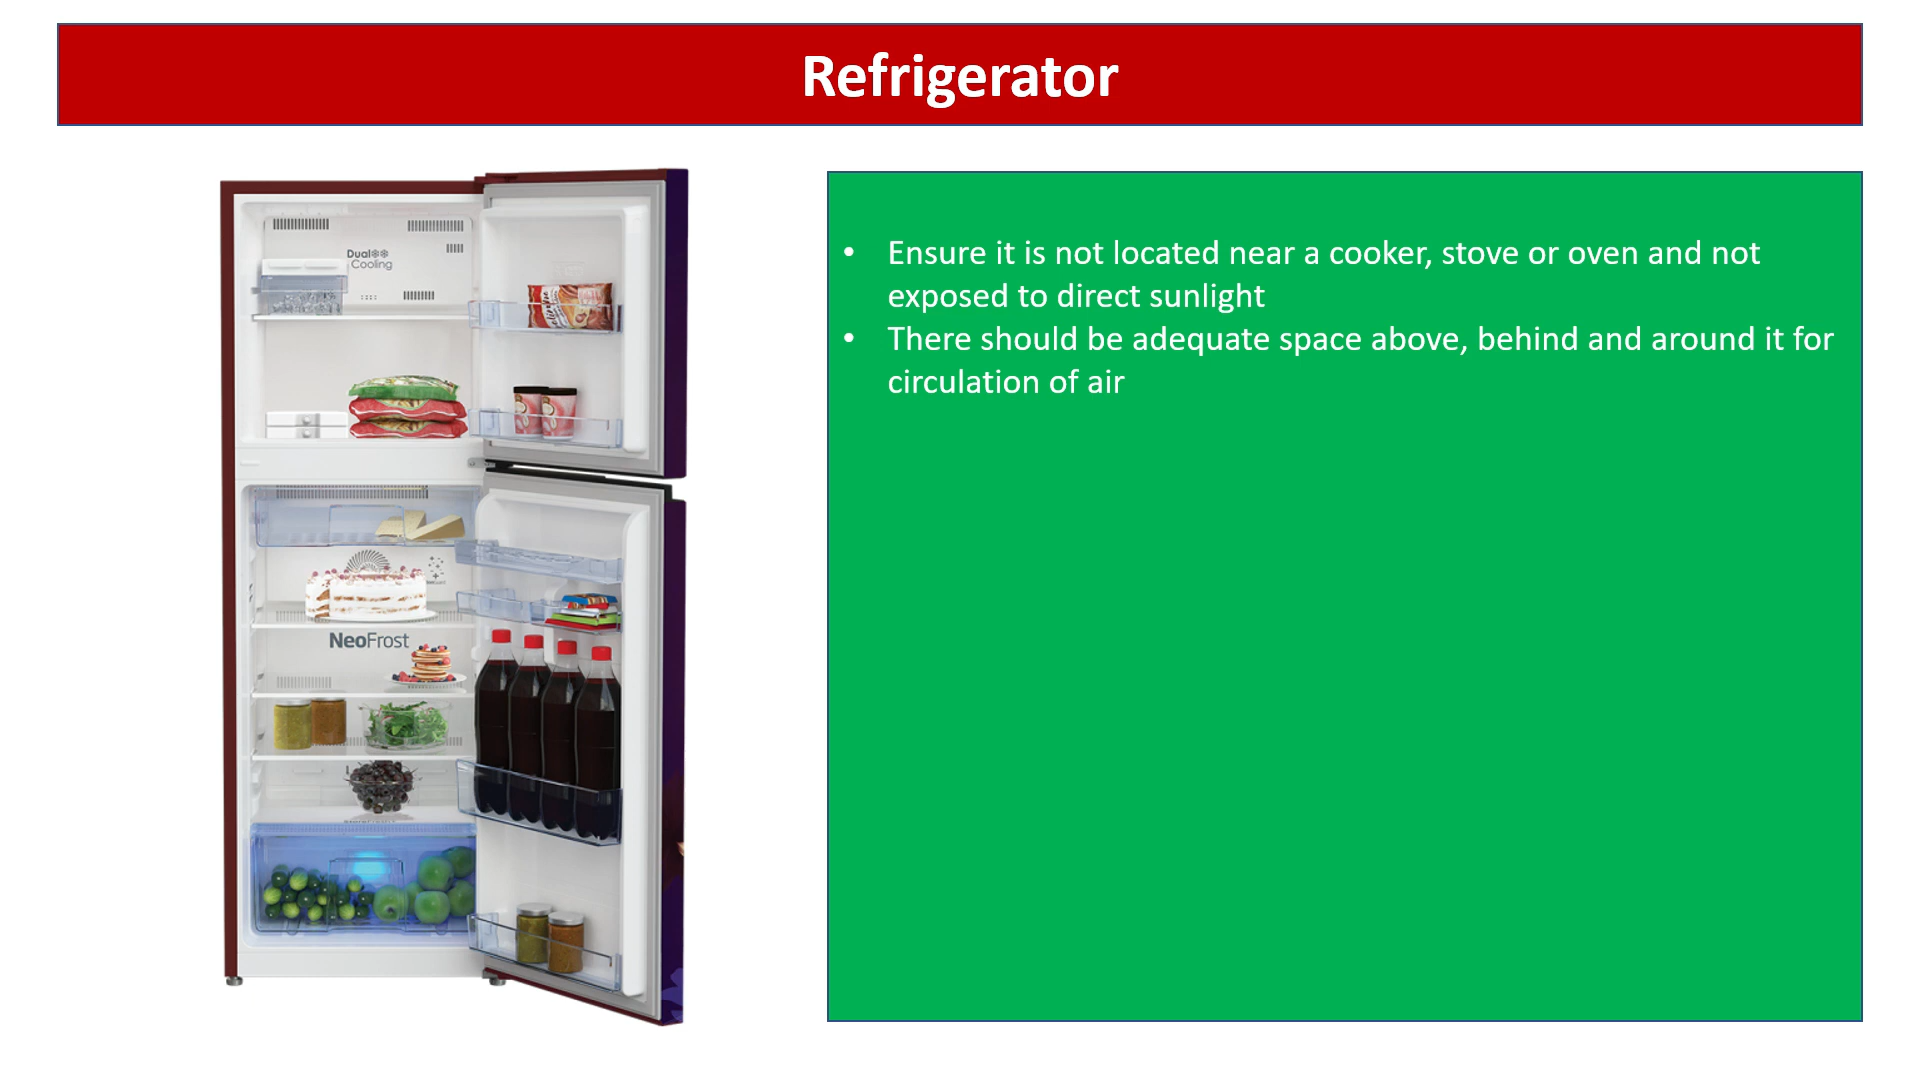 Refrigerator
• Ensure it is not located near a cooker, stove or oven and not
exposed to direct sunlight
• There should be adequate space above, behind and around it for
circulation of air
Dual
Cooling
NeoFrost